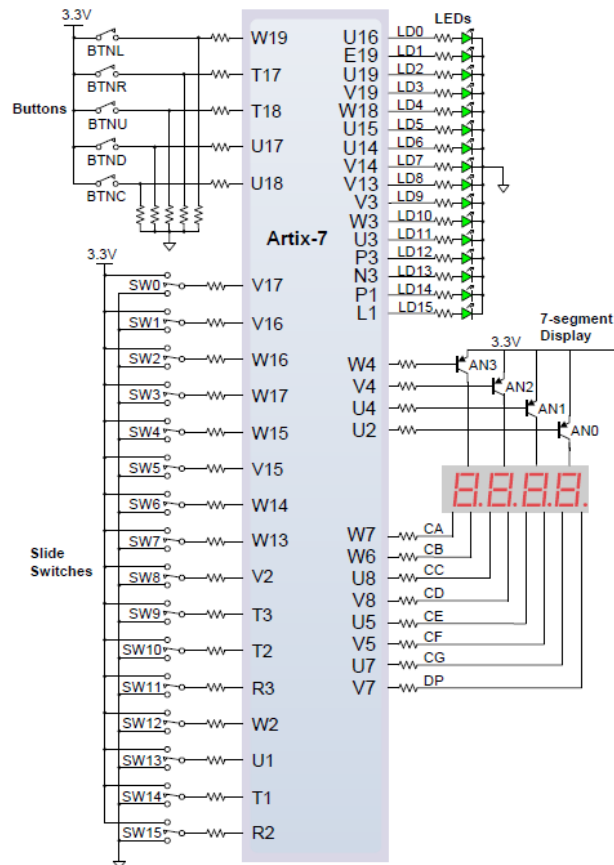 3.3V
BTNL
BTNR
Buttons
BTNU
BTND
BTNC
W19
T17
T18
U17
U18
Artix-7
LEDs
U16 LD0
E19 LD1
U19 LD2
V19 LD3
W18 LD4
U15 LD5
U14 LD6
V14 LD7
V13 LD8
V3 LD9
W3 LD10
U3 LD11
P3 LD12
N3 LD13
P1 LD14
L1 LD15
3.3V
SW0 V17
SW1 V16
SW2 W16
SW3 W17
SW4 W15
SW5 V15
SW6 W14
SW7 W13
Slide
Switches
SW8 V2
SW9 T3
SW10 T2
SW11 R3
SW12 W2
SW13 U1
SW14 T1
SW15 R2
7-segment
Display
3.3V
W4 AN3
V4 AN2
U4 AN1
U2 AN0
8.8.8.8.
W7 CA
W6 CB
U8 CC
V8 CD
U5 CE
V5 CF
U7 CG
V7 DP